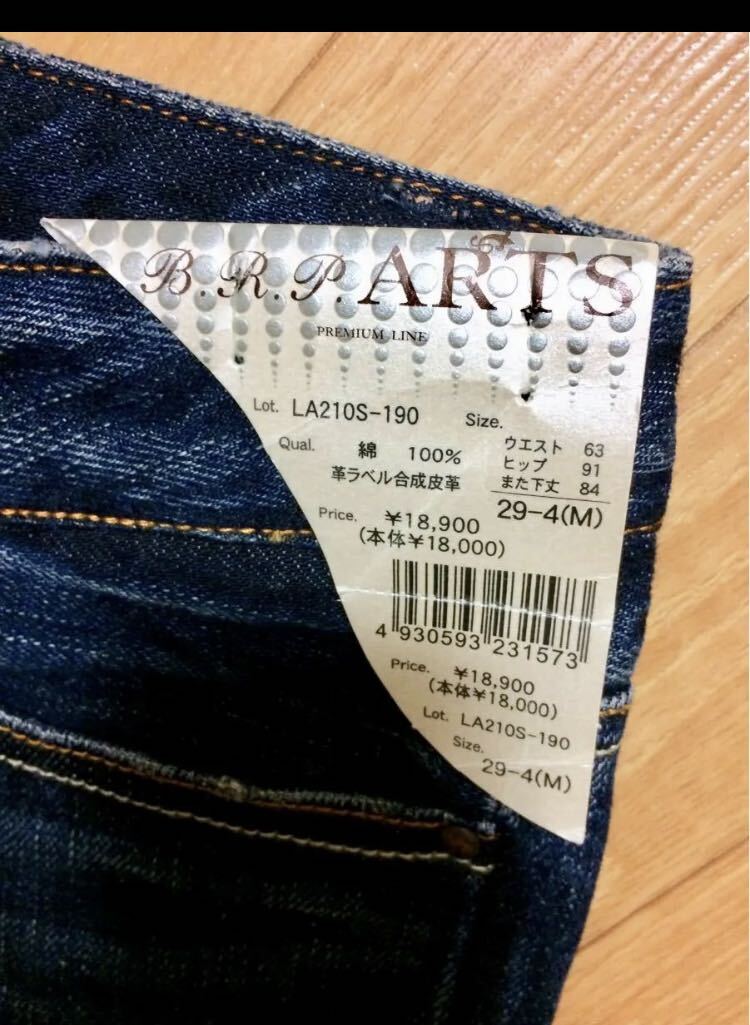 B.R.P. ARTS
PREMIUM LINE
Lot. LA210S-190
Size.
ウエスト 63
ヒップ 91
また下丈 84
29-4(M)
Qual. 綿 100%
革ラベル合成皮革
Price. ¥18,900
(本体¥18,000)
4 930593 231573
Price. ¥18,900
(本体¥18,000)
Lot. LA210S-190
Size.
29-4(M)